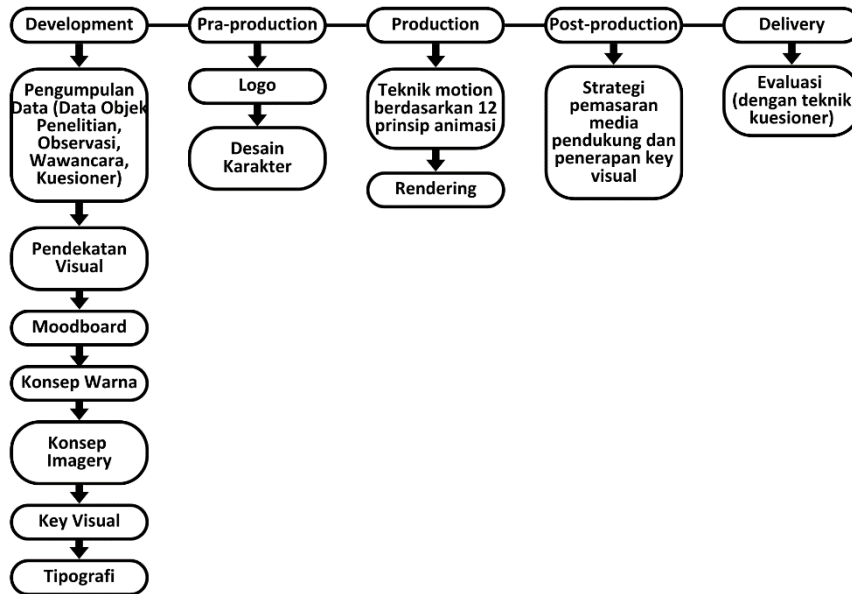 Development
Pra-production
Production
Post-production
Delivery
Pengumpulan
Data (Data Objek
Penelitian,
Observasi,
Wawancara,
Kuesioner)
Pendekatan
Visual
Moodboard
Konsep Warna
Konsep
Imagery
Key Visual
Tipografi
Logo
Desain
Karakter
Teknik motion
berdasarkan 12
prinsip animasi
Rendering
Strategi
pemasaran
media
pendukung dan
penerapan key
visual
Evaluasi
(dengan teknik
kuesioner)